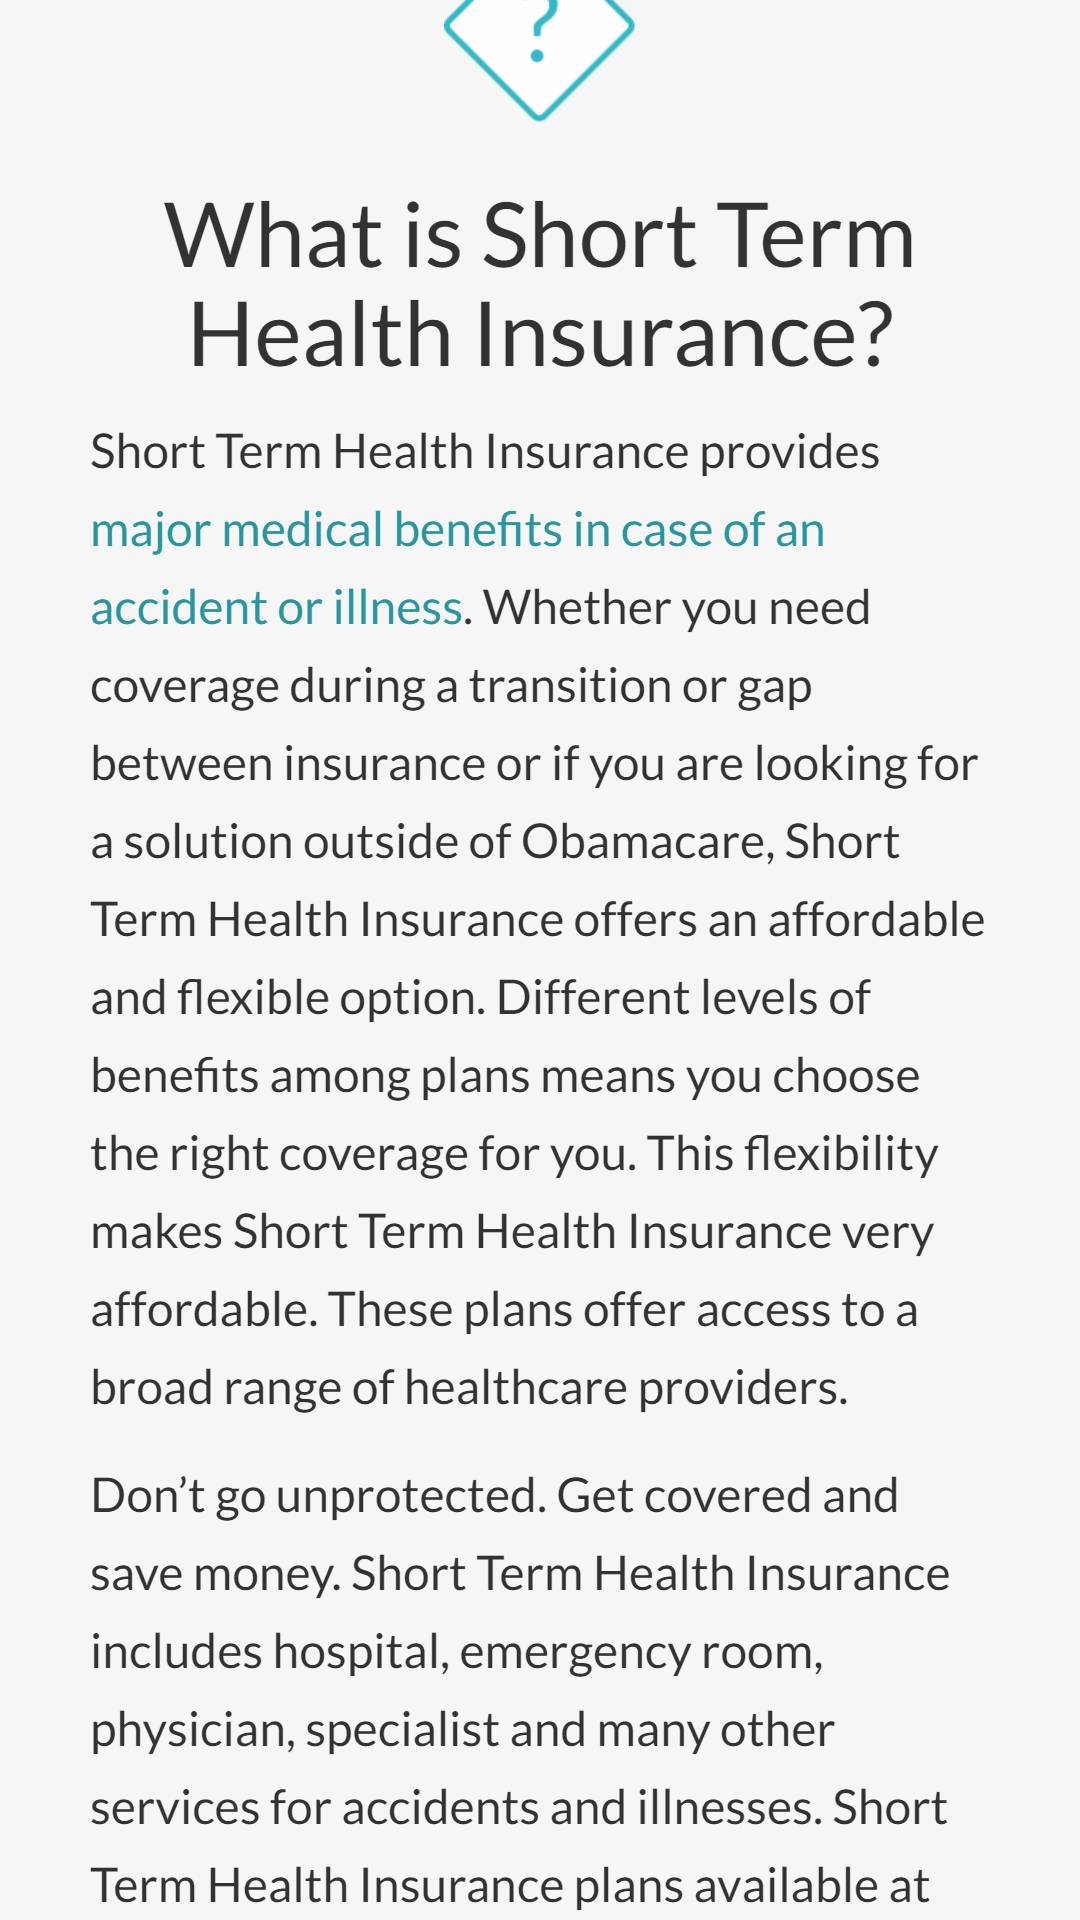 ?
What is Short Term
Health Insurance?
Short Term Health Insurance provides
major medical benefits in case of an
accident or illness. Whether you need
coverage during a transition or gap
between insurance or if you are looking for
a solution outside of Obamacare, Short
Term Health Insurance offers an affordable
and flexible option. Different levels of
benefits among plans means you choose
the right coverage for you. This flexibility
makes Short Term Health Insurance very
affordable. These plans offer access to a
broad range of healthcare providers.
Don’t go unprotected. Get covered and
save money. Short Term Health Insurance
includes hospital, emergency room,
physician, specialist and many other
services for accidents and illnesses. Short
Term Health Insurance plans available at